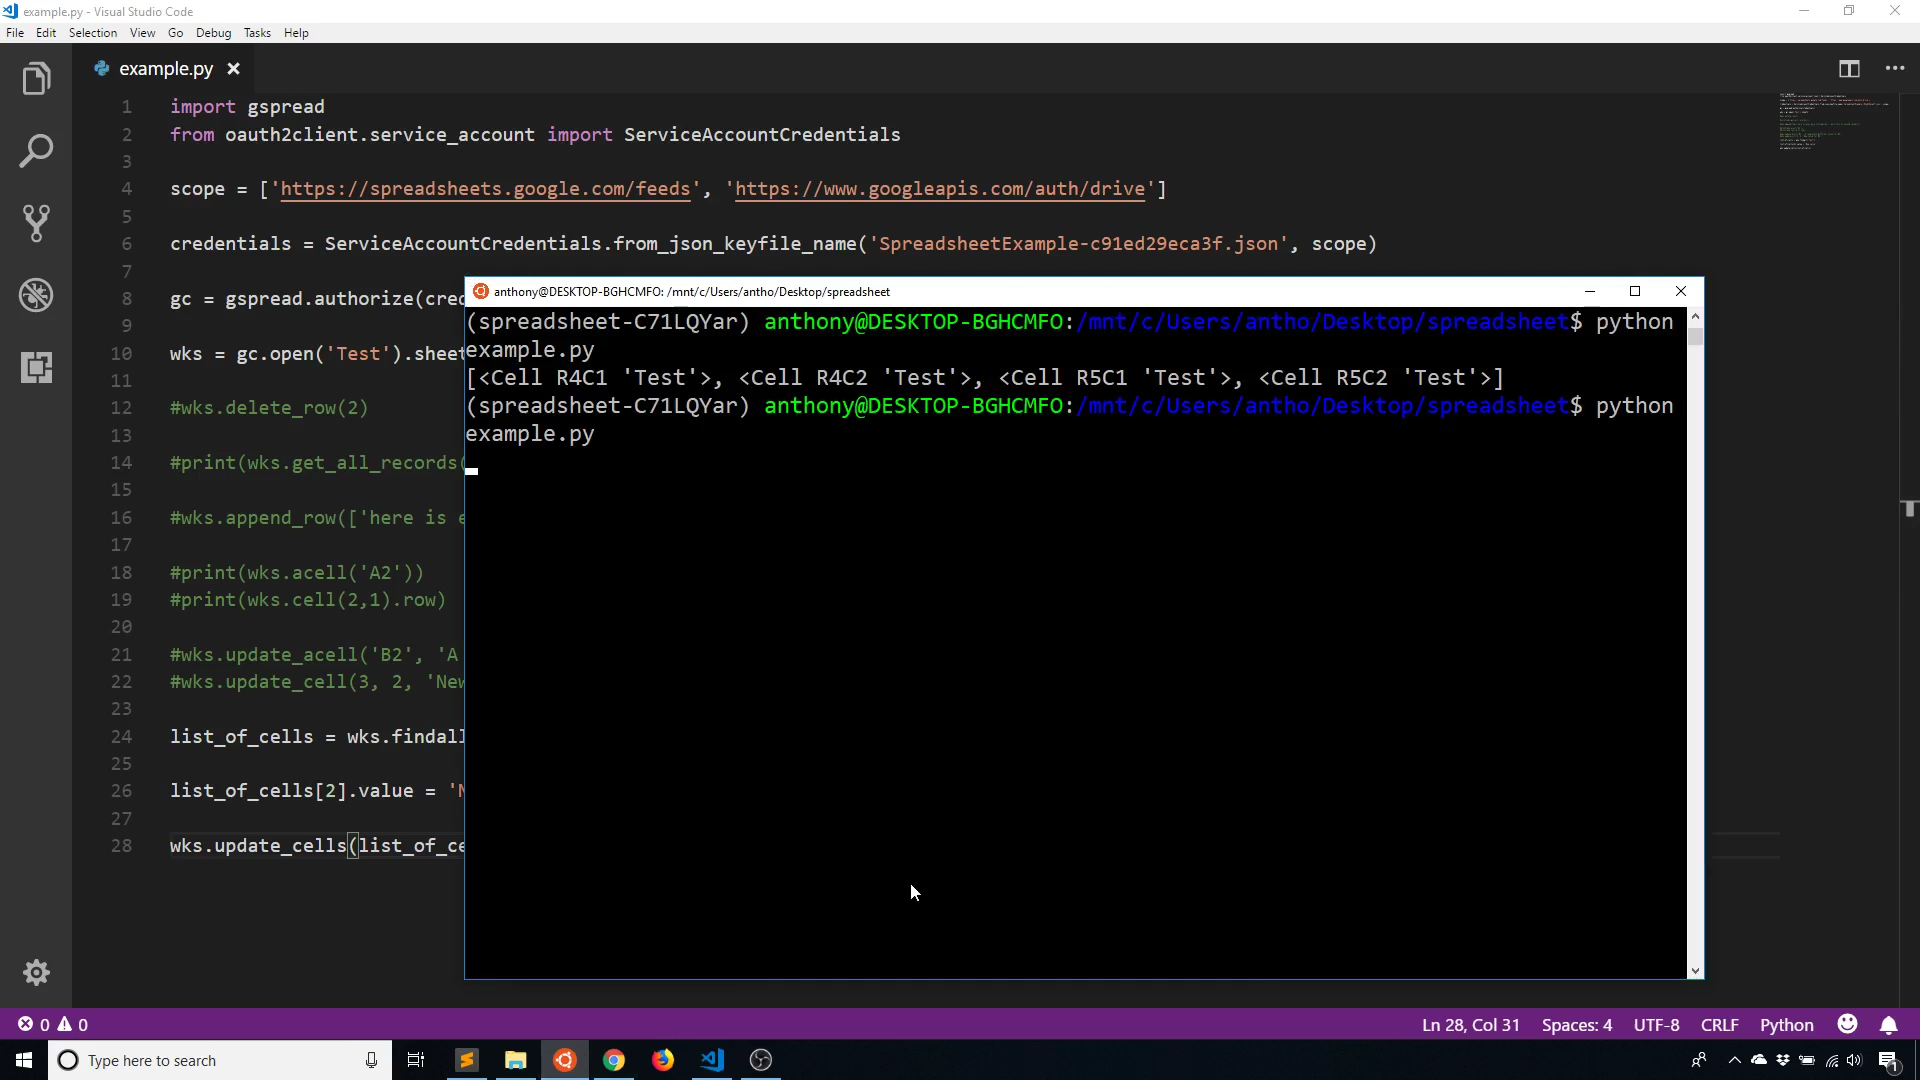 example.py - Visual Studio Code
File Edit Selection View Go Debug Tasks Help
example.py
1 import gspread
2 from oauth2client.service_account import ServiceAccountCredentials
3
4 scope = ['https://spreadsheets.google.com/feeds', 'https://www.googleapis.com/auth/drive']
5
6 credentials = ServiceAccountCredentials.from_json_keyfile_name('SpreadsheetExample-c91ed29eca3f.json', scope)
7
8 gc = gspread.authorize(cred
9
10 wks = gc.open('Test').sheet
11
12 #wks.delete_row(2)
13
14 #print(wks.get_all_records(
15
16 #wks.append_row(['here is e
17
18 #print(wks.acell('A2'))
19 #print(wks.cell(2,1).row)
20
21 #wks.update_acell('B2', 'A
22 #wks.update_cell(3, 2, 'New
23
24 list_of_cells = wks.findall
25
26 list_of_cells[2].value = 'N
27
28 wks.update_cells(list_of_ce
anthony@DESKTOP-BGHCMFO: /mnt/c/Users/antho/Desktop/spreadsheet
(spreadsheet-C71LQYar) anthony@DESKTOP-BGHCMFO:/mnt/c/Users/antho/Desktop/spreadsheet$ python
example.py
[<Cell R4C1 'Test'>, <Cell R4C2 'Test'>, <Cell R5C1 'Test'>, <Cell R5C2 'Test'>]
(spreadsheet-C71LQYar) anthony@DESKTOP-BGHCMFO:/mnt/c/Users/antho/Desktop/spreadsheet$ python
example.py
0 0 Ln 28, Col 31 Spaces: 4 UTF-8 CRLF Python
Type here to search 1